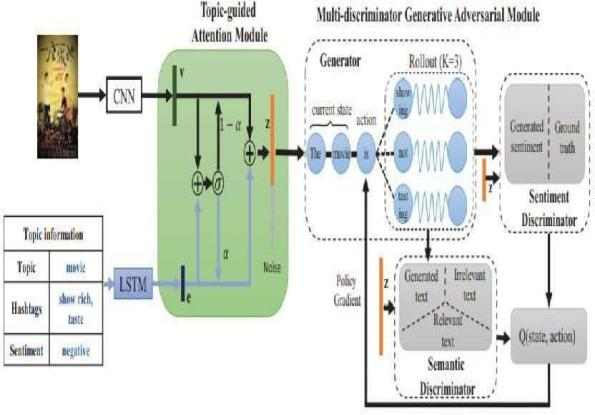 Topic-guided
Attention Module
Multi-discriminator Generative Adversarial Module
CNN
v
1 − α
σ
α
z
Noise
e
LSTM
Topic information
Topic
movie
Hashtags
show rich,
taste
Sentiment
negative
Generator
Rollout (K=3)
current state
action
The
movie
is
show
ing
not
tast
ing
z
Generated
sentiment
Ground
truth
Sentiment
Discriminator
Policy
Gradient
z
Generated
text
Irrelevant
text
Relevant
text
Semantic
Discriminator
Q(state, action)